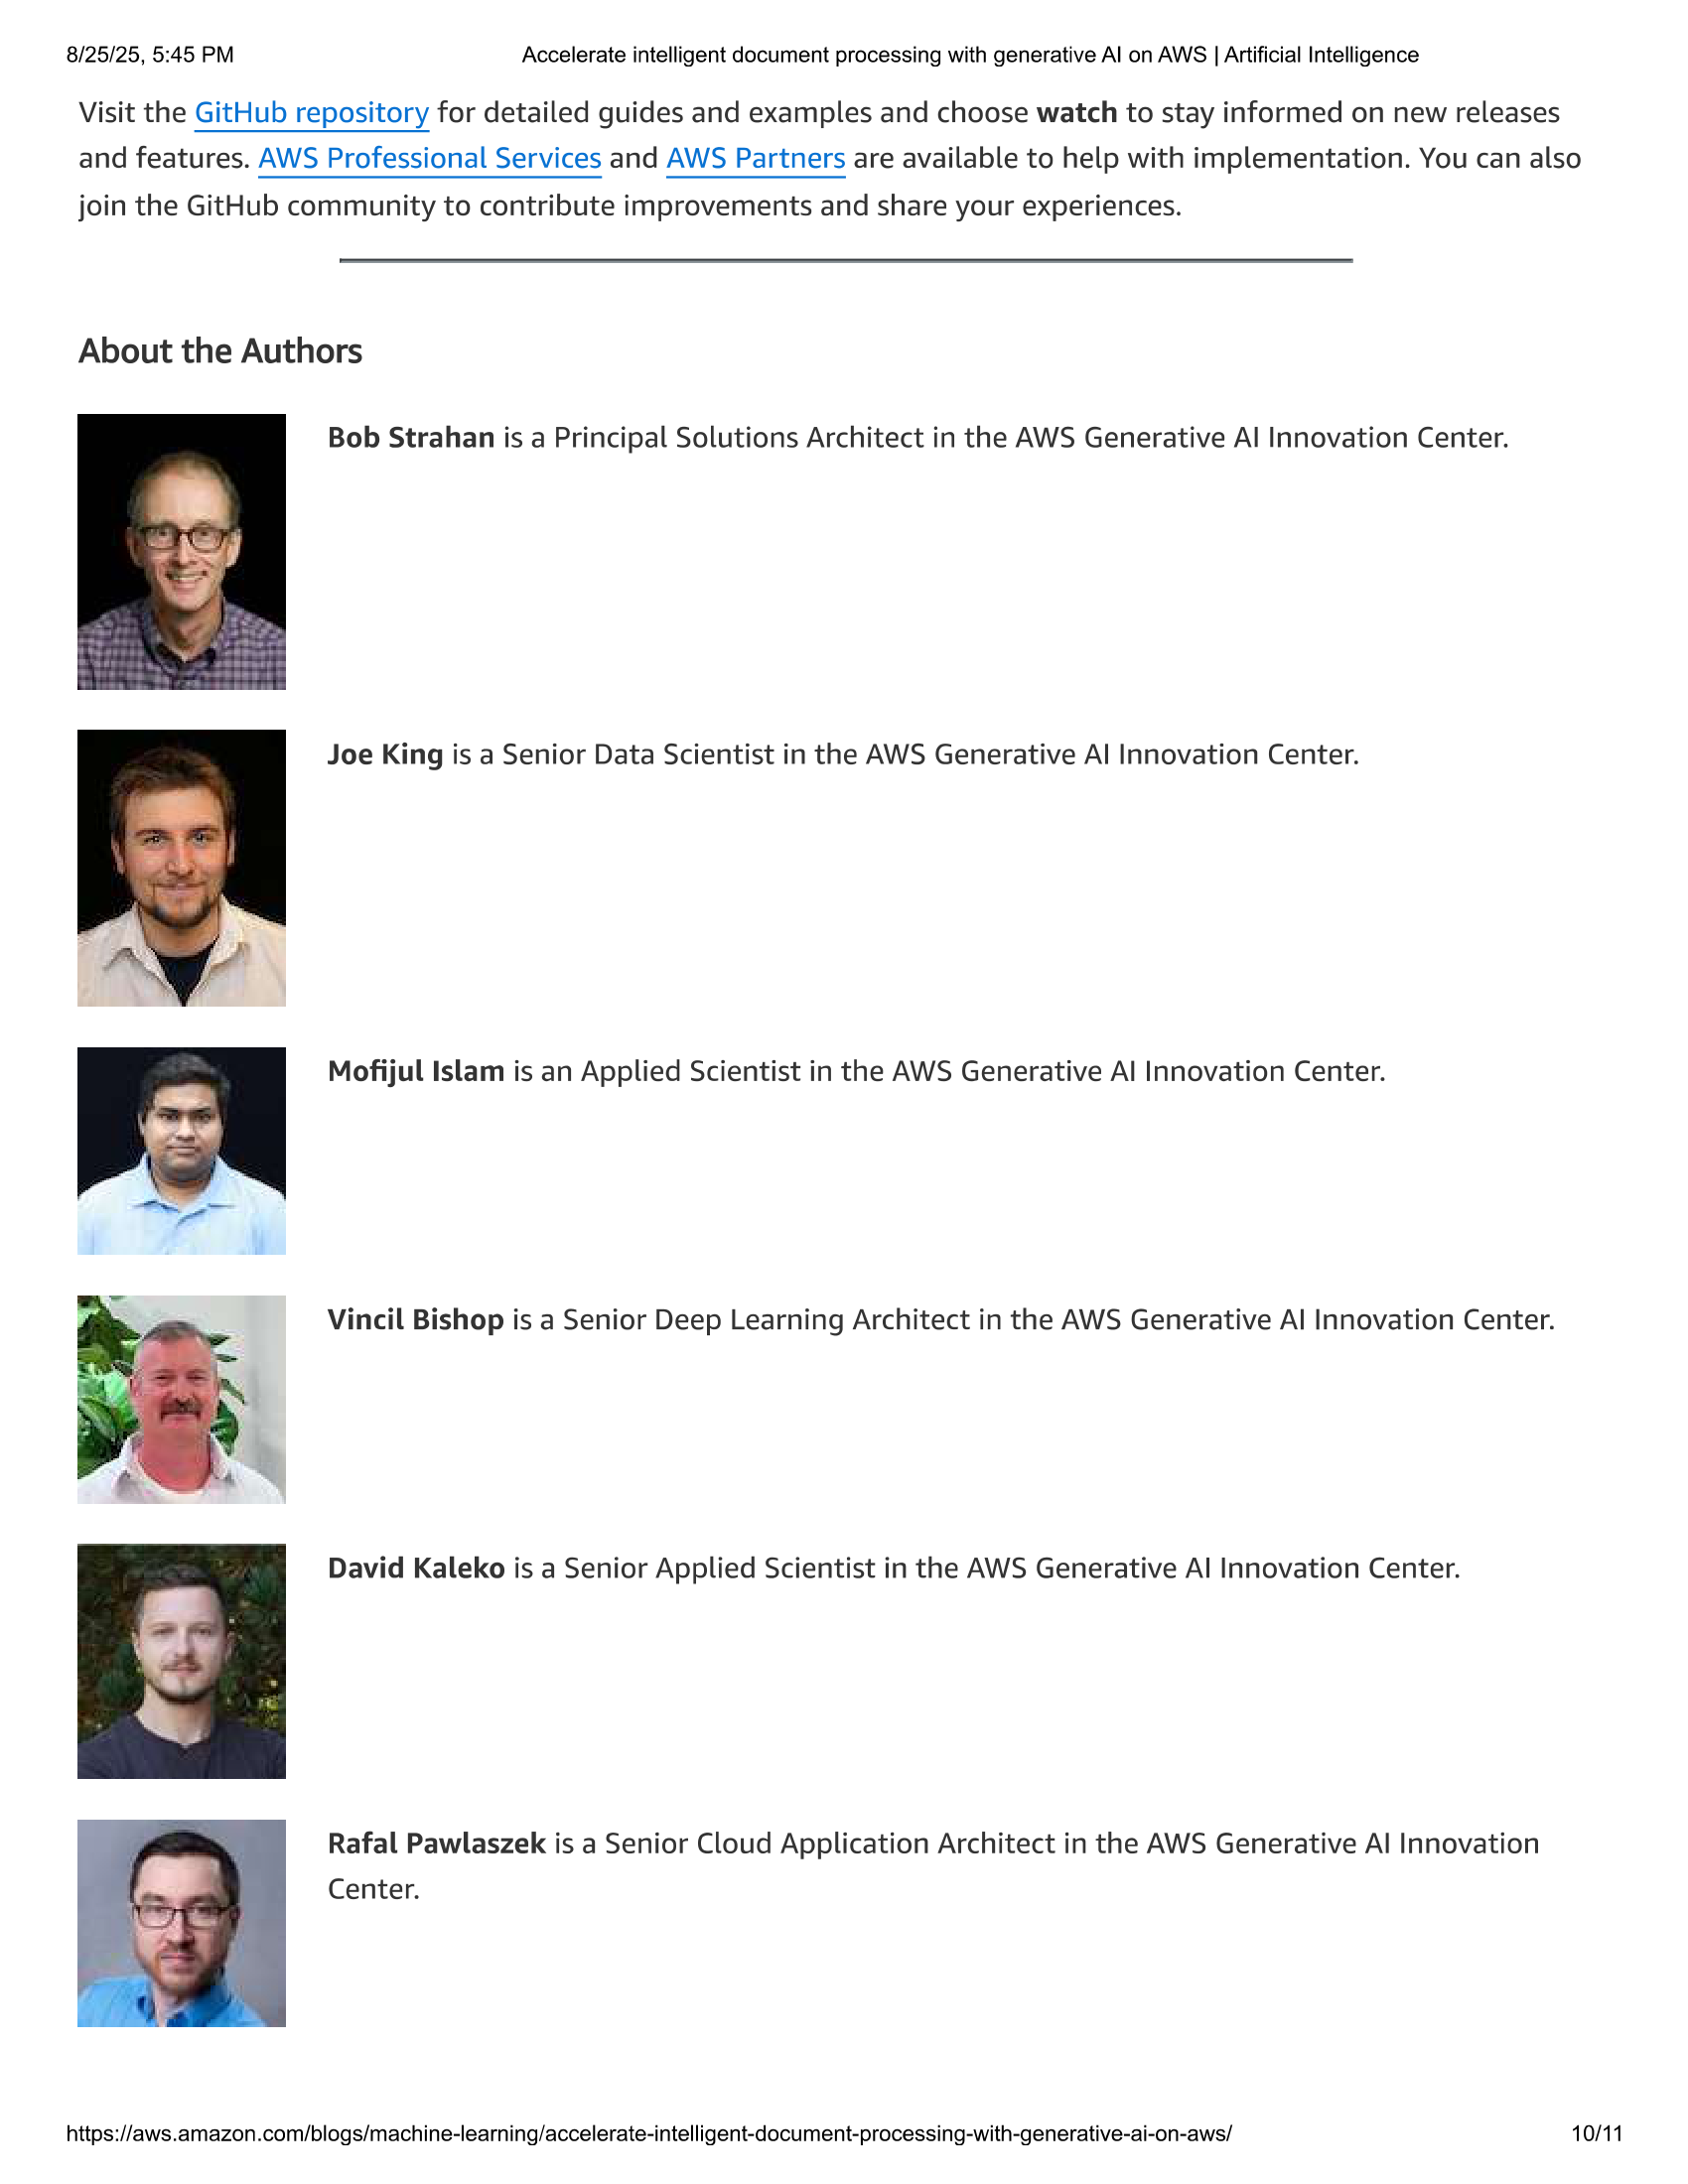 8/25/25, 5:45 PM
Accelerate intelligent document processing with generative AI on AWS | Artificial Intelligence
Visit the GitHub repository for detailed guides and examples and choose watch to stay informed on new releases
and features. AWS Professional Services and AWS Partners are available to help with implementation. You can also
join the GitHub community to contribute improvements and share your experiences.
About the Authors
Bob Strahan is a Principal Solutions Architect in the AWS Generative AI Innovation Center.
Joe King is a Senior Data Scientist in the AWS Generative AI Innovation Center.
Mofijul Islam is an Applied Scientist in the AWS Generative AI Innovation Center.
Vincil Bishop is a Senior Deep Learning Architect in the AWS Generative AI Innovation Center.
David Kaleko is a Senior Applied Scientist in the AWS Generative AI Innovation Center.
Rafal Pawlaszek is a Senior Cloud Application Architect in the AWS Generative AI Innovation
Center.
https://aws.amazon.com/blogs/machine-learning/accelerate-intelligent-document-processing-with-generative-ai-on-aws/
10/11